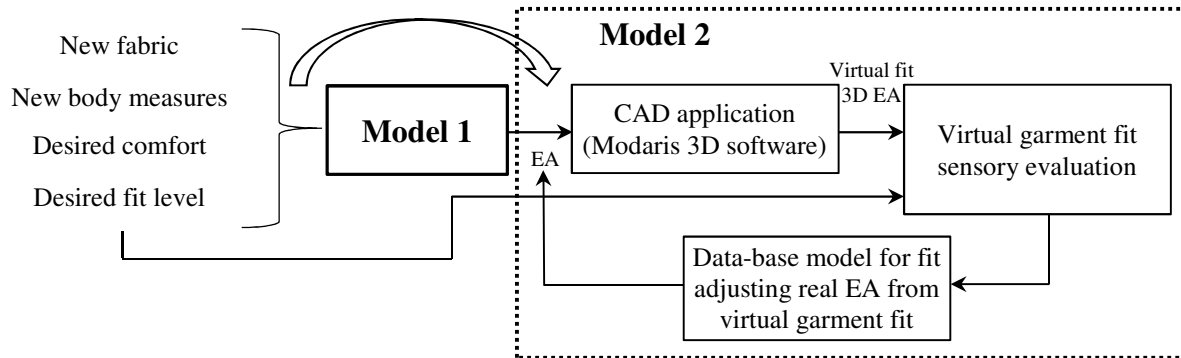 Model 2
New fabric
New body measures
Desired comfort
Desired fit level
Model 1
EA
CAD application
(Modaris 3D software)
Virtual fit
3D EA
Virtual garment fit
sensory evaluation
Data-base model for fit
adjusting real EA from
virtual garment fit